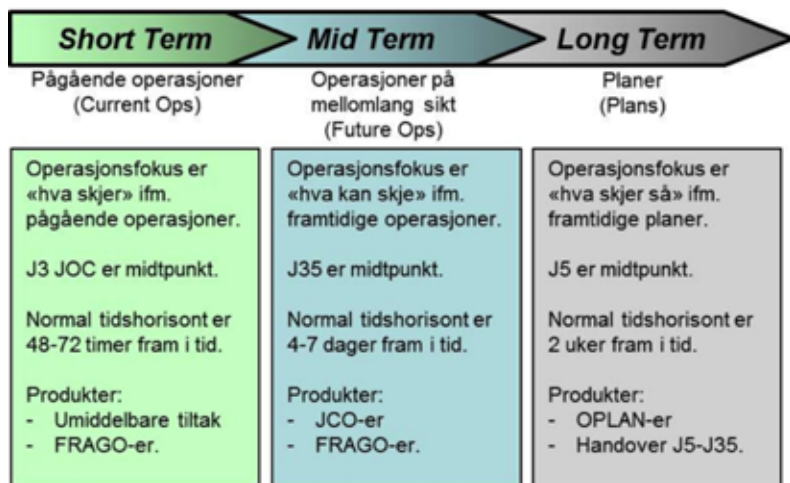 Short Term
Mid Term
Long Term
Pågående operasjoner
(Current Ops)
Operasjoner på
mellomlang sikt
(Future Ops)
Planer
(Plans)
Operasjonsfokus er
«hva skjer» ifm.
pågående operasjoner.
J3 JOC er midtpunkt.
Normal tidshorisont er
48-72 timer fram i tid.
Produkter:
- Umiddelbare tiltak
- FRAGO-er.
Operasjonsfokus er
«hva kan skje» ifm.
framtidige operasjoner.
J35 er midtpunkt.
Normal tidshorisont er
4-7 dager fram i tid.
Produkter:
- JCO-er
- FRAGO-er.
Operasjonsfokus er
«hva skjer så» ifm.
framtidige planer.
J5 er midtpunkt.
Normal tidshorisont er
2 uker fram i tid.
Produkter:
- OPLAN-er
- Handover J5-J35.